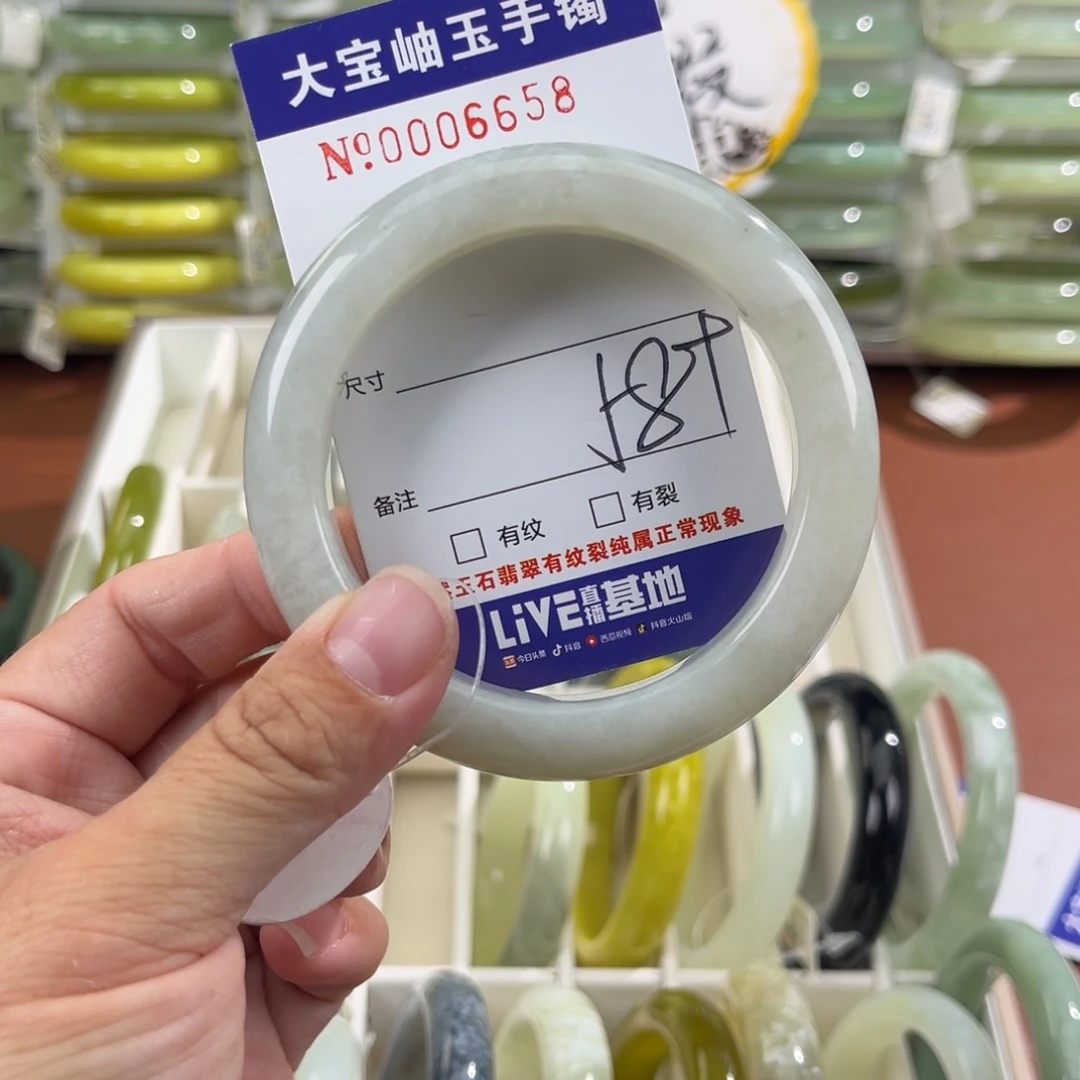 大宝岫玉手镯
Nº:0006658
尺寸
备注
有纹 有裂
玉石翡翠有纹裂纯属正常现象
LiVE直播基地
今日头条 抖音 西瓜视频 抖音火山版